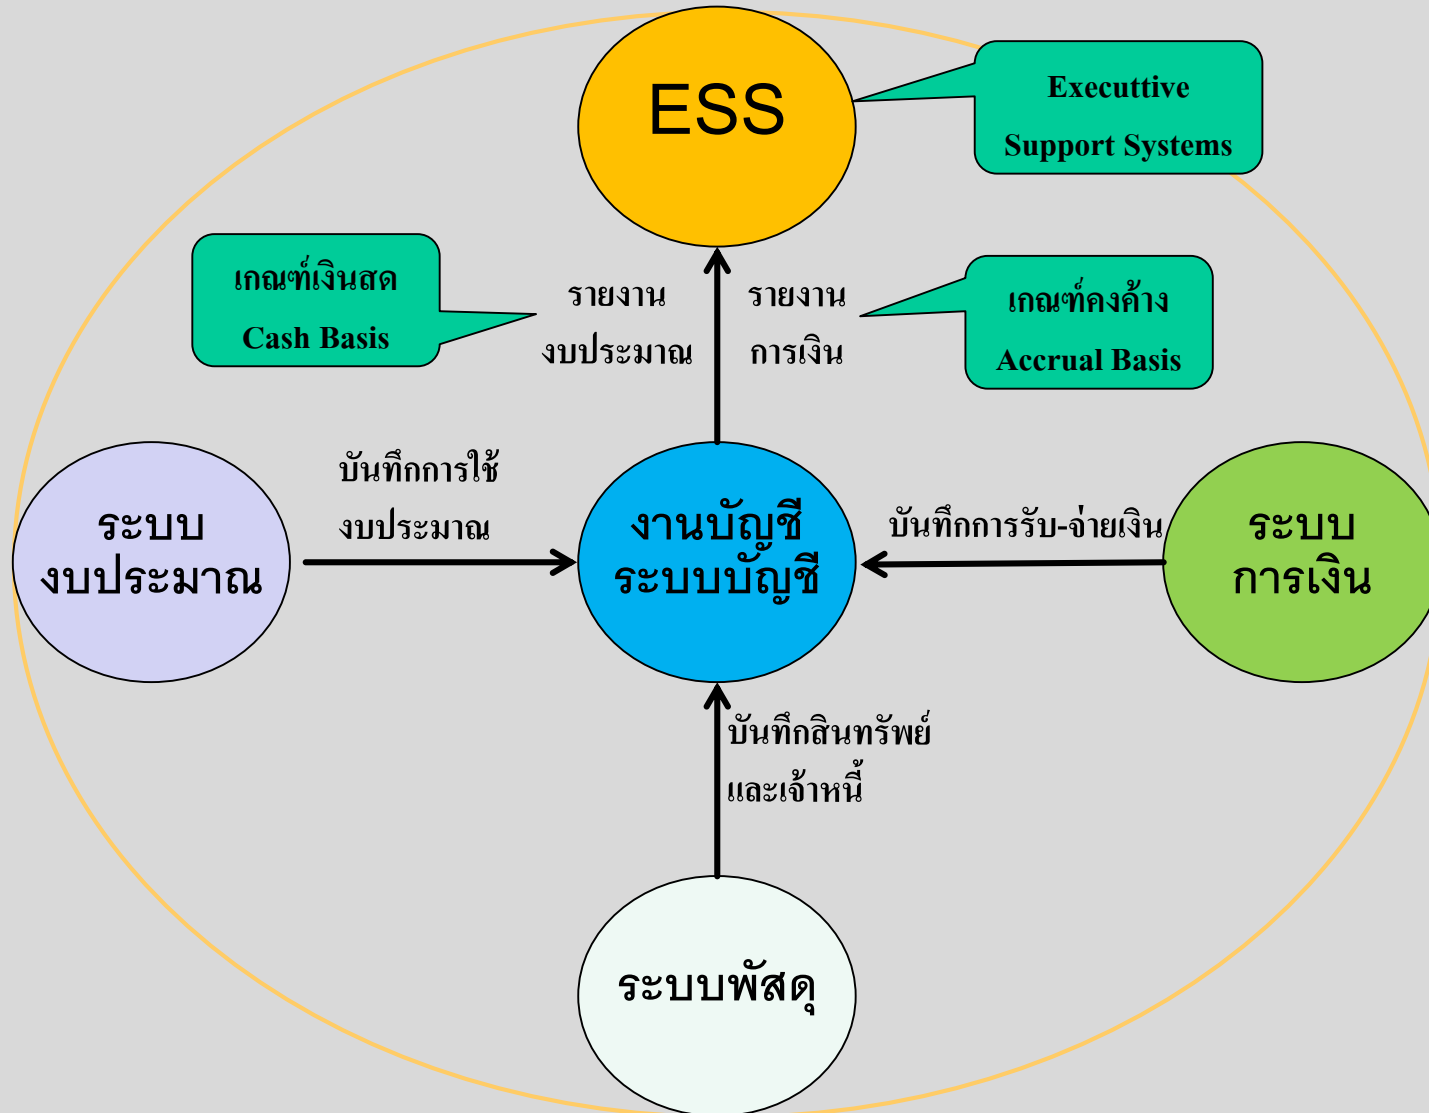 ESS
Executtive
Support Systems
เกณฑ์เงินสด
Cash Basis
รายงาน
งบประมาณ
รายงาน
การเงิน
เกณฑ์คงค้าง
Accrual Basis
ระบบ
งบประมาณ
บันทึกการใช้
งบประมาณ
งานบัญชี
ระบบบัญชี
บันทึกการรับ-จ่ายเงิน
ระบบ
การเงิน
บันทึกสินทรัพย์
และเจ้าหนี้
ระบบพัสดุ